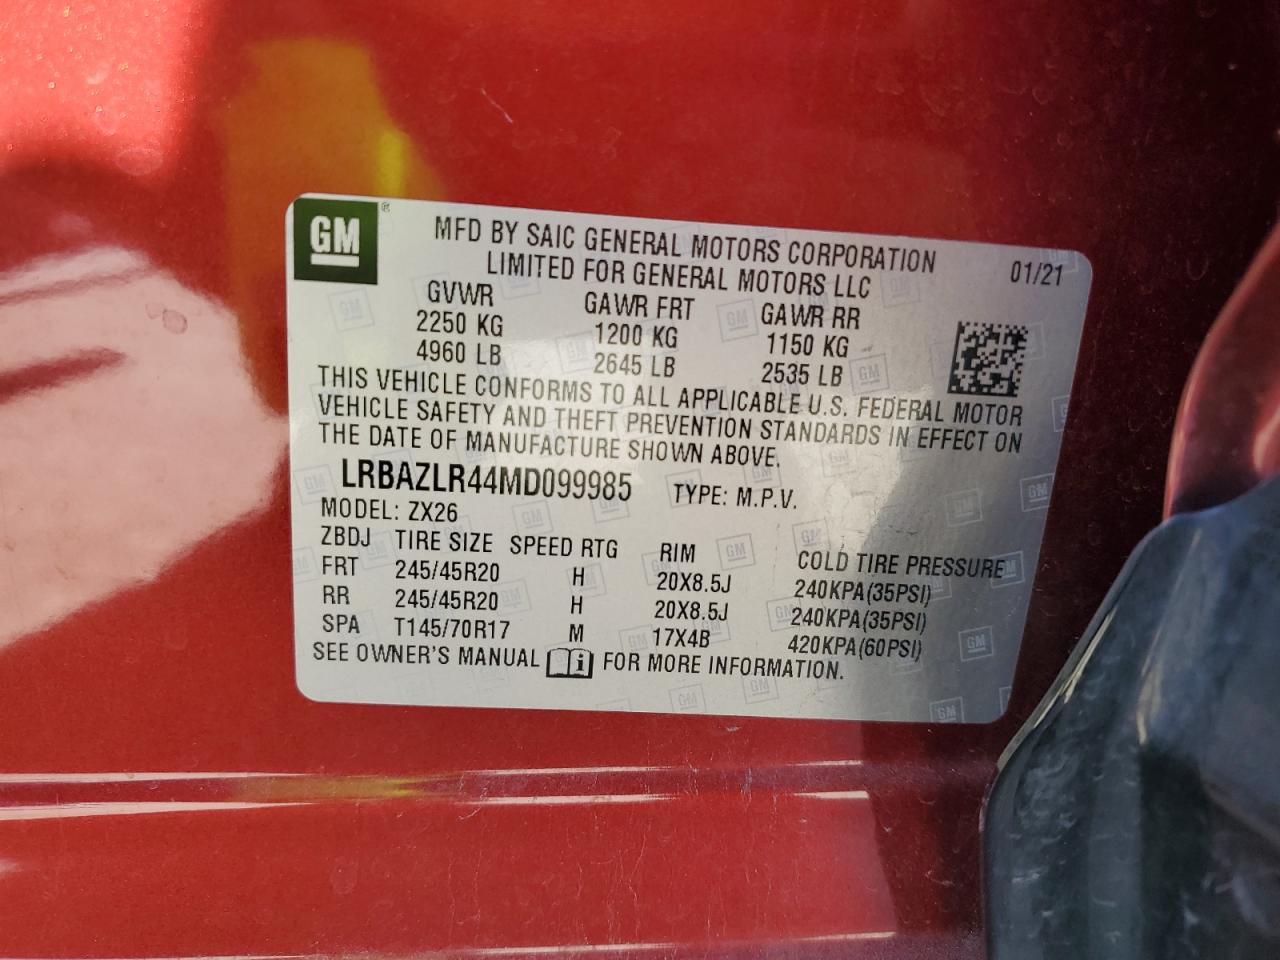 GM ®
MFD BY SAIC GENERAL MOTORS CORPORATION
LIMITED FOR GENERAL MOTORS LLC
01/21
GVWR GAWR FRT GAWR RR
2250 KG 1200 KG 1150 KG
4960 LB 2645 LB 2535 LB
THIS VEHICLE CONFORMS TO ALL APPLICABLE U.S. FEDERAL MOTOR
VEHICLE SAFETY AND THEFT PREVENTION STANDARDS IN EFFECT ON
THE DATE OF MANUFACTURE SHOWN ABOVE.
LRBAZLR44MD099985 TYPE: M.P.V.
MODEL: ZX26
ZBDJ TIRE SIZE SPEED RTG RIM COLD TIRE PRESSURE
FRT 245/45R20 H 20X8.5J 240KPA(35PSI)
RR 245/45R20 H 20X8.5J 240KPA(35PSI)
SPA T145/70R17 M 17X4B 420KPA(60PSI)
SEE OWNER'S MANUAL i FOR MORE INFORMATION.